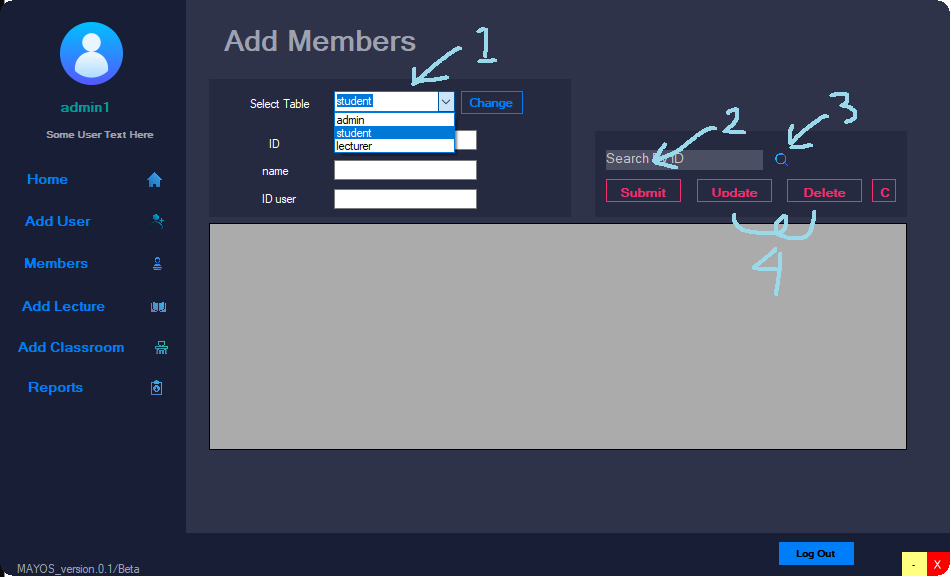 Add Members
1
admin1
Some User Text Here
Select Table
student
Change
admin
student
lecturer
ID
name
ID user
2
3
Search
ID
Submit
Update
Delete
C
4
Home
Add User
Members
Add Lecture
Add Classroom
Reports
Log Out
MAYOS_version.0.1/Beta
-
X